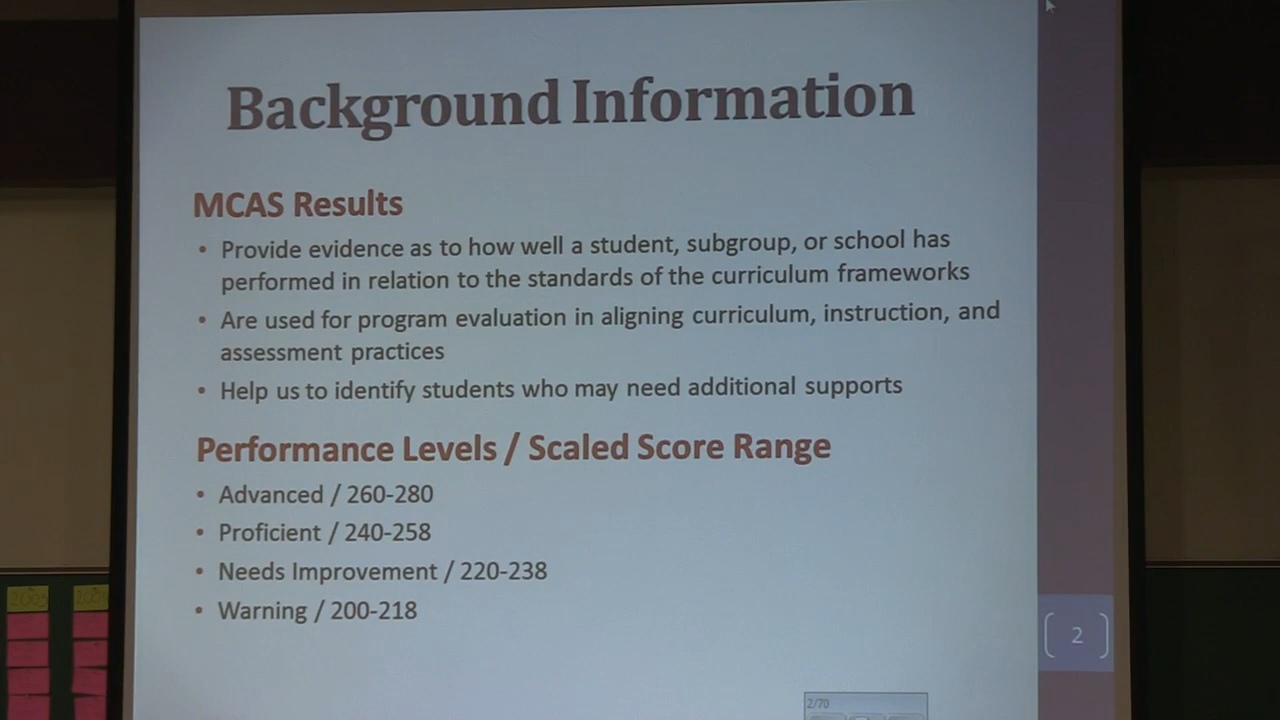 Background Information
MCAS Results
• Provide evidence as to how well a student, subgroup, or school has
performed in relation to the standards of the curriculum frameworks
• Are used for program evaluation in aligning curriculum, instruction, and
assessment practices
• Help us to identify students who may need additional supports
Performance Levels / Scaled Score Range
• Advanced / 260-280
• Proficient / 240-258
• Needs Improvement / 220-238
• Warning / 200-218
2
2/70